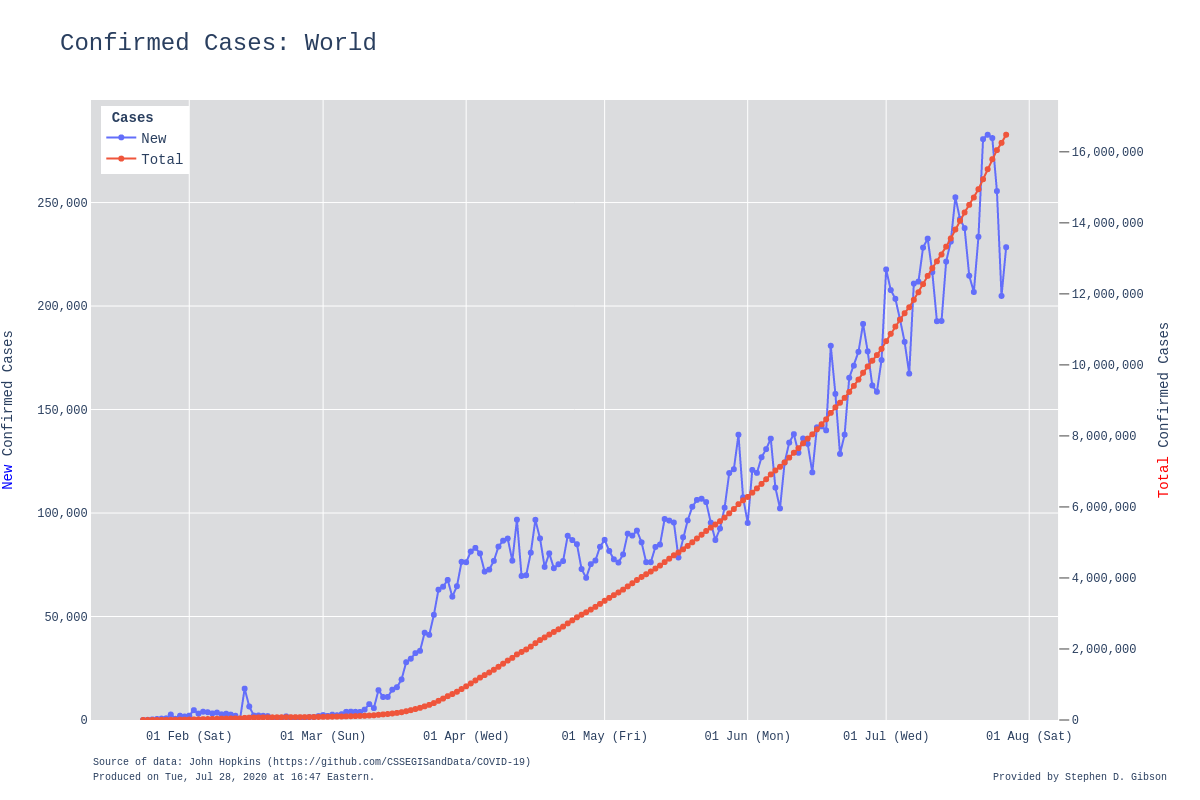 Confirmed Cases: World
Cases
New
Total
250,000
200,000
150,000
100,000
50,000
0
New Confirmed Cases
16,000,000
14,000,000
12,000,000
10,000,000
8,000,000
6,000,000
4,000,000
2,000,000
0
Total Confirmed Cases
01 Feb (Sat) 01 Mar (Sun) 01 Apr (Wed) 01 May (Fri) 01 Jun (Mon) 01 Jul (Wed) 01 Aug (Sat)
Source of data: John Hopkins (https://github.com/CSSEGISandData/COVID-19)
Produced on Tue, Jul 28, 2020 at 16:47 Eastern.
Provided by Stephen D. Gibson